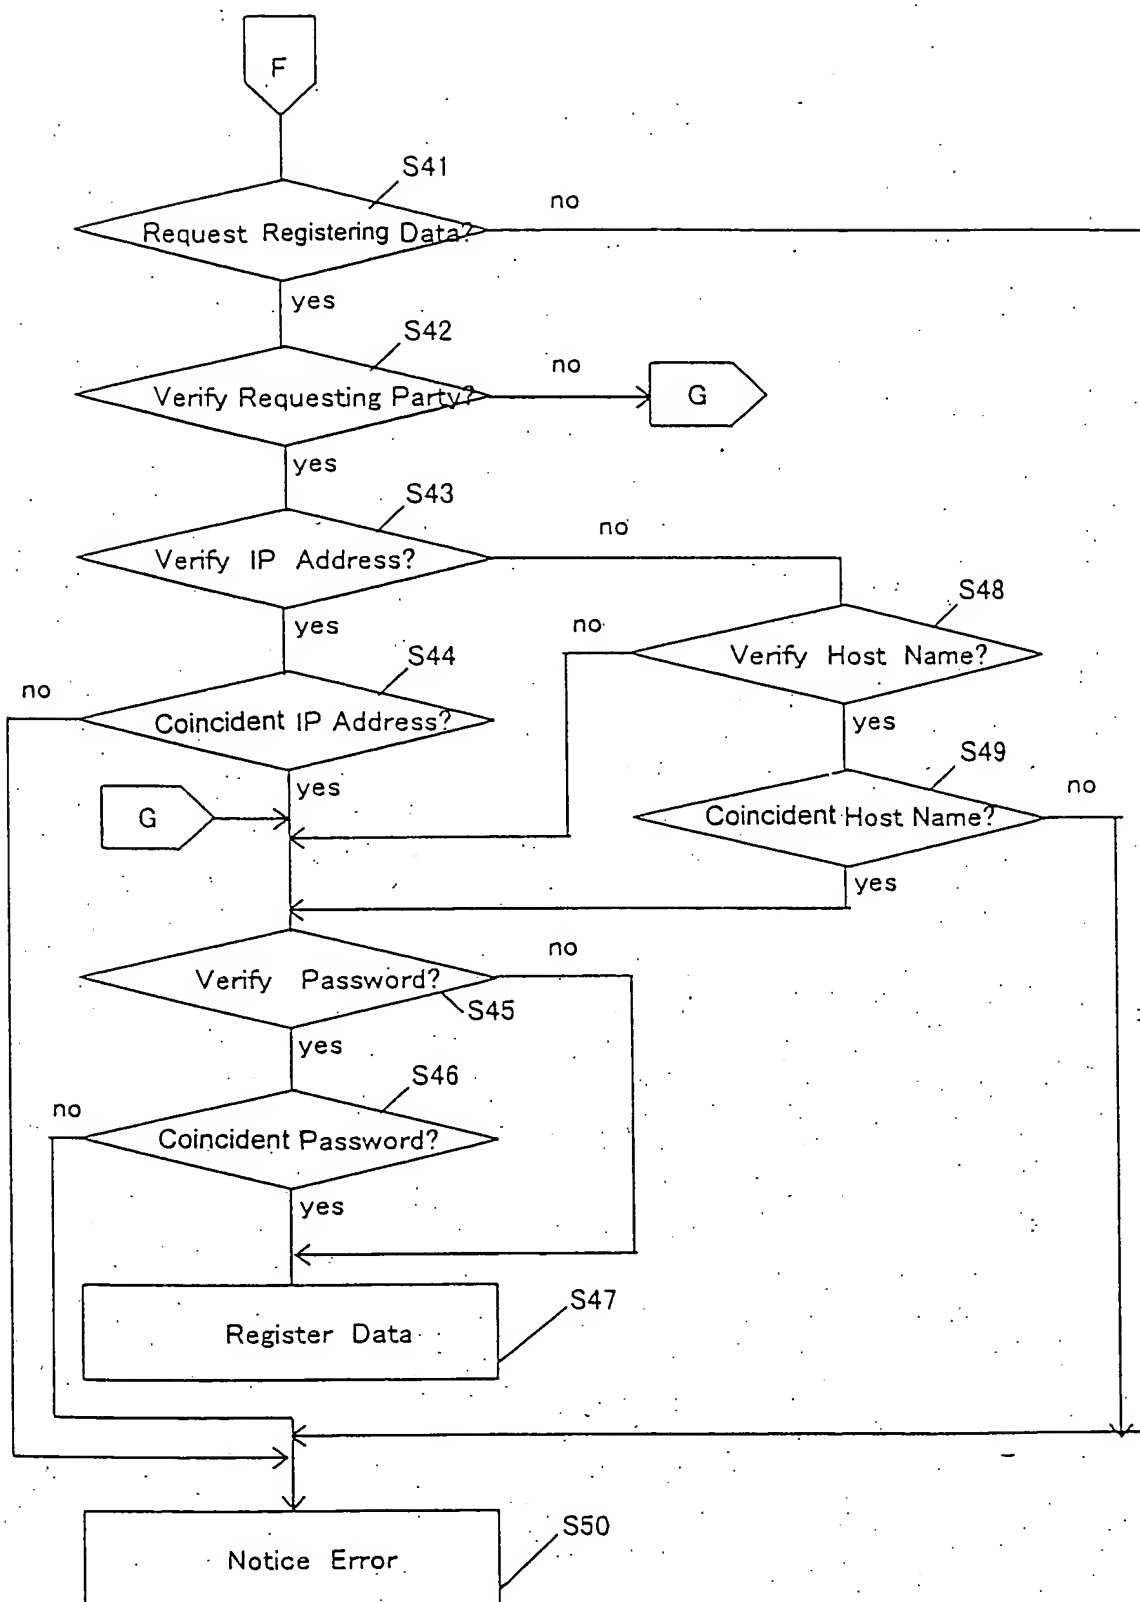 F
S41
no
Request Registering Data?
yes
S42
no
Verify Requesting Party?
G
yes
S43
no
Verify IP Address?
yes
S48
no
Verify Host Name?
S44
no
Coincident IP Address?
yes
S49
no
yes
G
Coincident Host Name?
yes
no
Verify Password?
S45
yes
S46
no
Coincident Password?
yes
S47
Register Data
S50
Notice Error